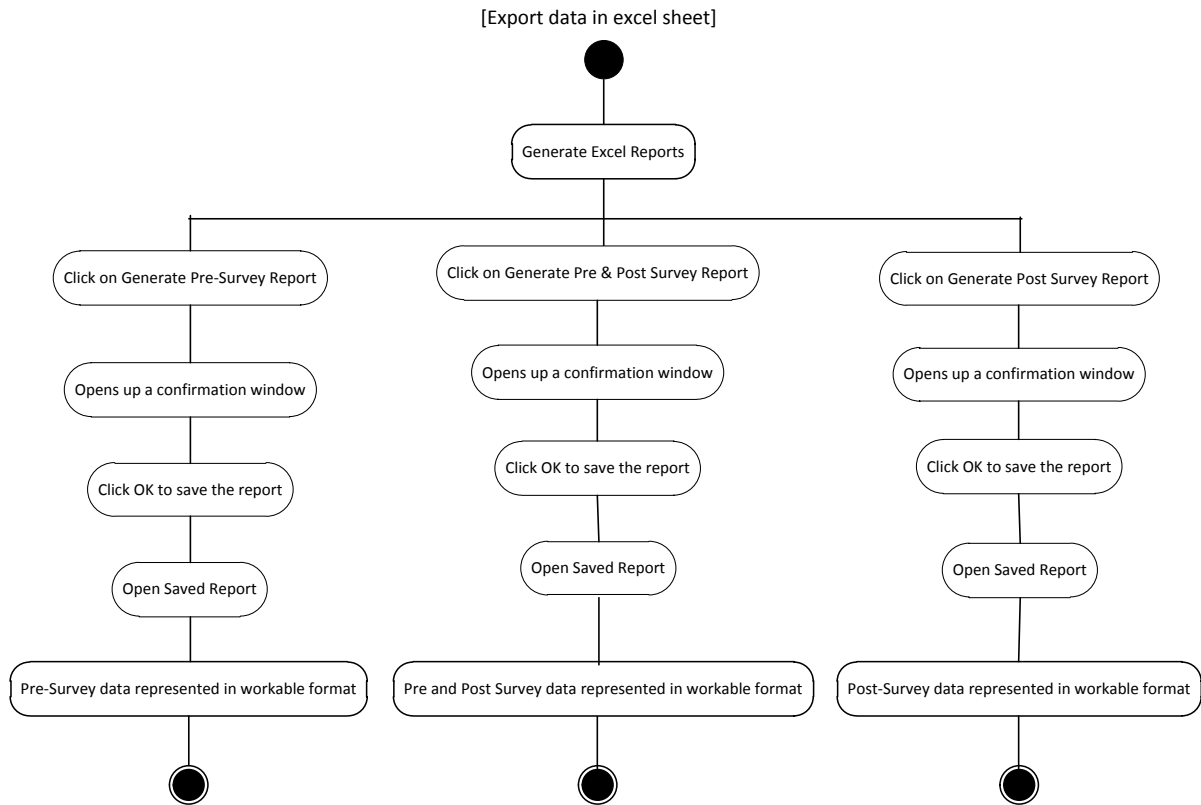 [Export data in excel sheet]
Generate Excel Reports
Click on Generate Pre-Survey Report
Click on Generate Pre & Post Survey Report
Click on Generate Post Survey Report
Opens up a confirmation window
Opens up a confirmation window
Opens up a confirmation window
Click OK to save the report
Click OK to save the report
Click OK to save the report
Open Saved Report
Open Saved Report
Open Saved Report
Pre-Survey data represented in workable format
Pre and Post Survey data represented in workable format
Post-Survey data represented in workable format